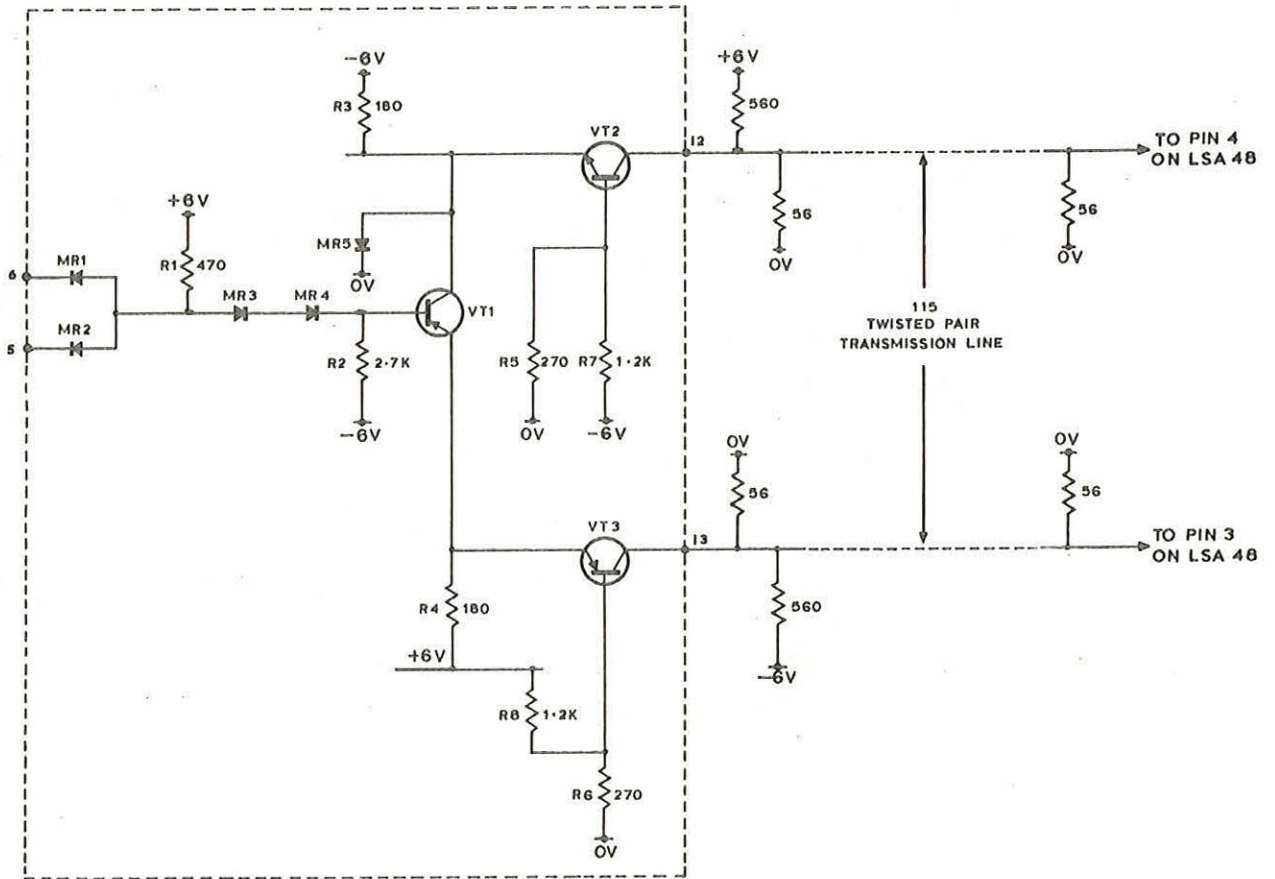 -6V
R3
180
+6V
560
VT2
12
TO PIN 4
ON LSA 48
56
0V
56
0V
+6V
R1
470
MR5
0V
6
MR1
MR3
MR4
VT1
5
MR2
R2
2.7K
-6V
R5
270
R7
1.2K
0V
-6V
115
TWISTED PAIR
TRANSMISSION LINE
0V
56
0V
56
VT3
13
TO PIN 3
ON LSA 48
R4
180
560
-6V
+6V
R8
1.2K
R6
270
0V